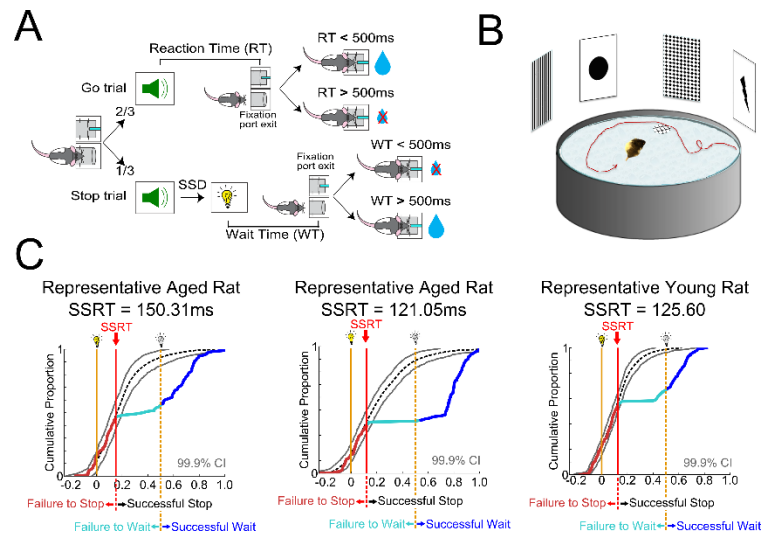 A
Reaction Time (RT)
Go trial
2/3
1/3
Fixation
port exit
RT < 500ms
RT > 500ms
Stop trial
SSD
Fixation
port exit
Wait Time (WT)
WT < 500ms
WT > 500ms
B
C
Representative Aged Rat
SSRT = 150.31ms
SSRT
Cumulative Proportion
1
0
99.9% CI
-0.2 0 0.2 0.4 0.6 0.8 1.0
Failure to Stop Successful Stop
Failure to Wait Successful Wait
Representative Aged Rat
SSRT = 121.05ms
SSRT
Cumulative Proportion
1
0
99.9% CI
-0.2 0 0.2 0.4 0.6 0.8 1.0
Failure to Stop Successful Stop
Failure to Wait Successful Wait
Representative Young Rat
SSRT = 125.60
SSRT
Cumulative Proportion
1
0
99.9% CI
-0.2 0 0.2 0.4 0.6 0.8 1.0
Failure to Stop Successful Stop
Failure to Wait Successful Wait